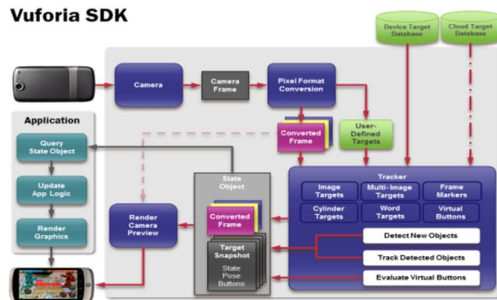 Vuforia SDK
Device Target
Database
Cloud Target
Database
Camera
Camera
Frame
Pixel Format
Conversion
Application
Query
State Object
Update
App Logic
Render
Graphics
Converted
Frame
User-
Defined
Targets
State
Object
Converted
Frame
Target
Snapshot
State
Pose
Buttons
Render
Camera
Preview
Tracker
Image
Targets
Multi-Image
Targets
Frame
Markers
Cylinder
Targets
Word
Targets
Virtual
Buttons
Detect New Objects
Track Detected Objects
Evaluate Virtual Buttons